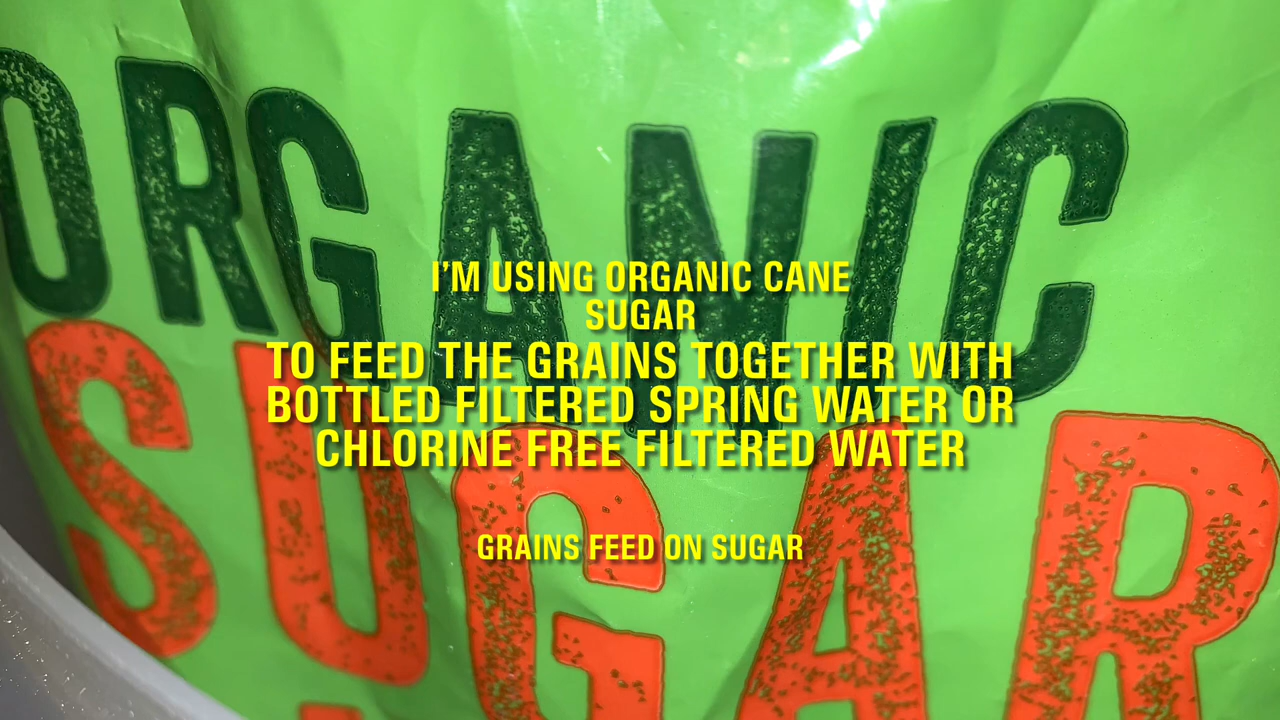 ORGANIC
SUGAR
I'M USING ORGANIC CANE
SUGAR
TO FEED THE GRAINS TOGETHER WITH
BOTTLED FILTERED SPRING WATER OR
CHLORINE FREE FILTERED WATER
GRAINS FEED ON SUGAR